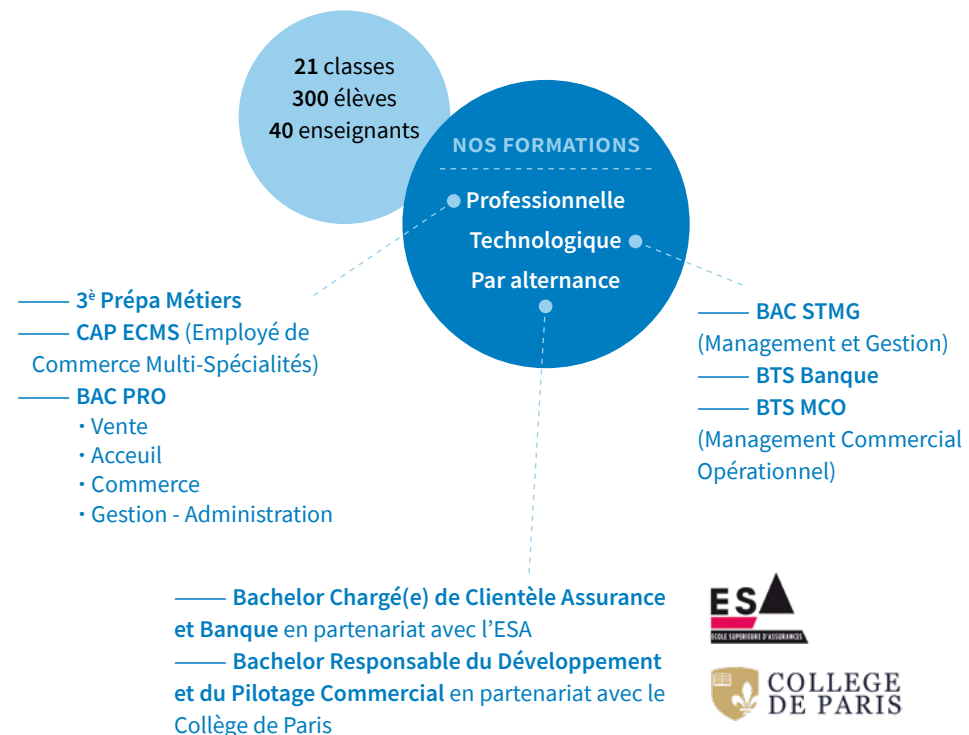 21 classes
300 élèves
40 enseignants
NOS FORMATIONS
Professionnelle
Technologique
Par alternance
3è Prépa Métiers
CAP ECMS (Employé de
Commerce Multi-Spécialités)
BAC PRO
· Vente
· Acceuil
· Commerce
· Gestion - Administration
BAC STMG
(Management et Gestion)
BTS Banque
BTS MCO
(Management Commercial
Opérationnel)
Bachelor Chargé(e) de Clientèle Assurance
et Banque en partenariat avec l'ESA
Bachelor Responsable du Développement
et du Pilotage Commercial en partenariat avec le
Collège de Paris
ESA
ECOLE SUPERIEURE D'ASSURANCES
COLLEGE
DE PARIS